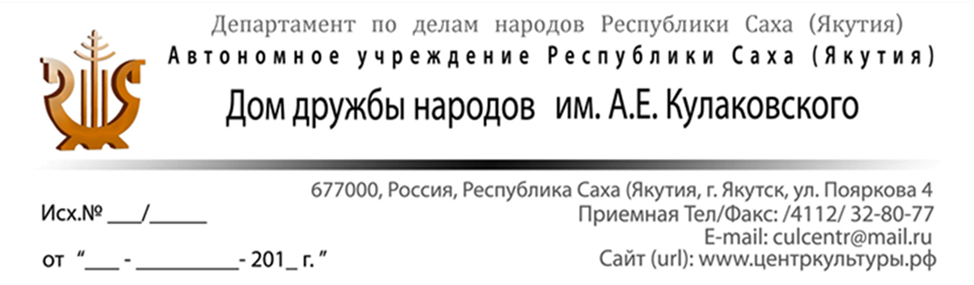 Департамент по делам народов Республики Саха (Якутия)
Автономное учреждение Республики Саха (Якутия)
Дом дружбы народов им. А.Е. Кулаковского
677000, Россия, Республика Саха (Якутия, г. Якутск, ул. Пояркова 4
Исх.№ ___/_____
Приемная Тел/Факс: /4112/ 32-80-77
E-mail: culcentr@mail.ru
от “___ - _________- 201_ г. ”
Сайт (url): www.центркультуры.рф